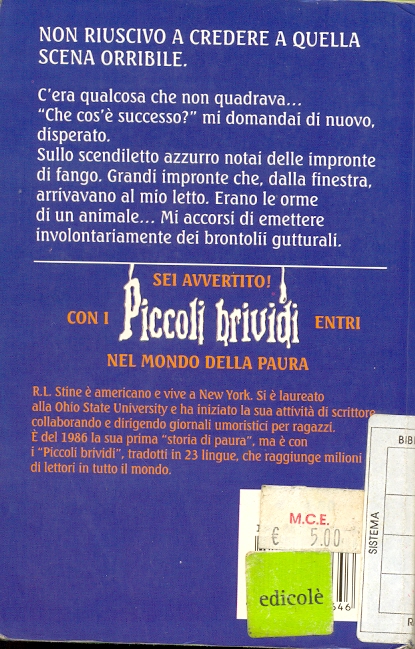 NON RIUSCIVO A CREDERE A QUELLA
SCENA ORRIBILE.
C'era qualcosa che non quadrava...
"Che cos'è successo?" mi domandai di nuovo,
disperato.
Sullo scendiletto azzurro notai delle impronte
di fango. Grandi impronte che, dalla finestra,
arrivavano al mio letto. Erano le orme
di un animale... Mi accorsi di emettere
involontariamente dei brontolii gutturali.
SEI AVVERTITO!
CON I Piccoli brividi ENTRI
NEL MONDO DELLA PAURA
R.L. Stine è americano e vive a New York. Si è laureato
alla Ohio State University e ha iniziato la sua attività di scrittore
collaborando e dirigendo giornali umoristici per ragazzi.
È del 1986 la sua prima "storia di paura", ma è con
i "Piccoli brividi", tradotti in 23 lingue, che raggiunge milioni
di lettori in tutto il mondo.
M.C.E.
€ 5.00
edicolè
646
BIB
SISTEMA
R